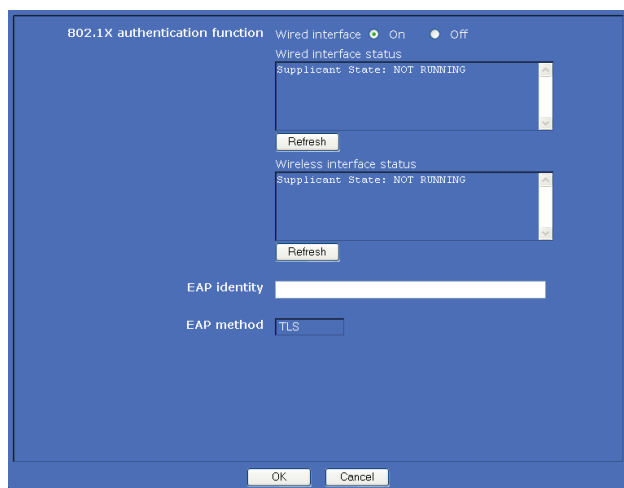 802.1X authentication function Wired interface On Off
Wired interface status
Supplicant State: NOT RUNNING
Refresh
Wireless interface status
Supplicant State: NOT RUNNING
Refresh
EAP identity
EAP method TLS
OK Cancel